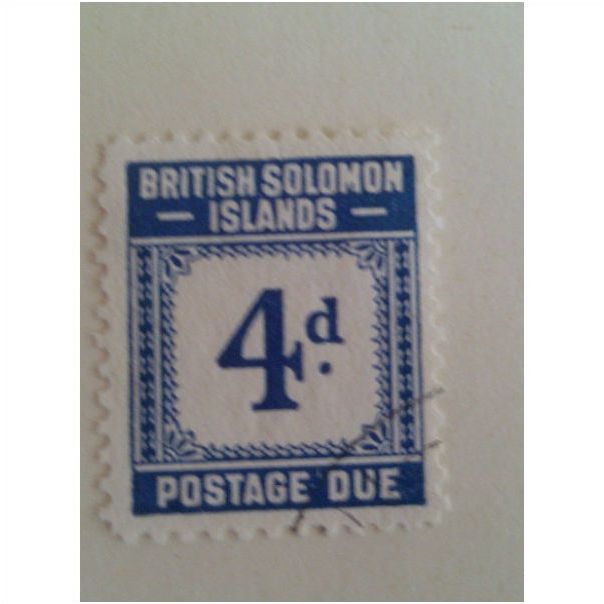 BRITISH SOLOMON
— ISLANDS —
4d.
POSTAGE DUE